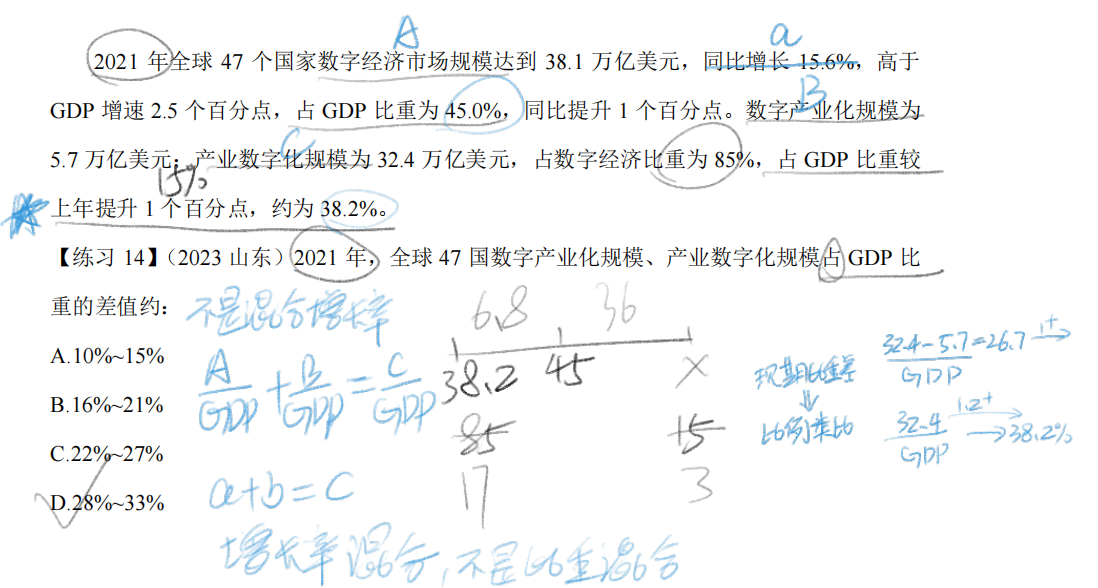 A
a
2021 年全球 47 个国家数字经济市场规模达到 38.1 万亿美元，同比增长 15.6%，高于
GDP 增速 2.5 个百分点，占 GDP 比重为 45.0%，同比提升 1 个百分点。数字产业化规模为
B
C
5.7 万亿美元；产业数字化规模为 32.4 万亿美元，占数字经济比重为 85%，占 GDP 比重较
15%
上年提升 1 个百分点，约为 38.2%。
【练习 14】（2023 山东）2021 年，全球 47 国数字产业化规模、产业数字化规模占 GDP 比
重的差值约：
不是混合增长率
6.8 36
A.10%~15%
B.16%~21%
C.22%~27%
D.28%~33%
A/GDP + B/GDP = C/GDP
38.2 45 X
85 15
17 3
a+b=C
增长率混合，不是比重混合
现期比重差
32.4-5.7=26.7 1+
GDP
比例类比
32.4 1.2+
GDP
38.2%